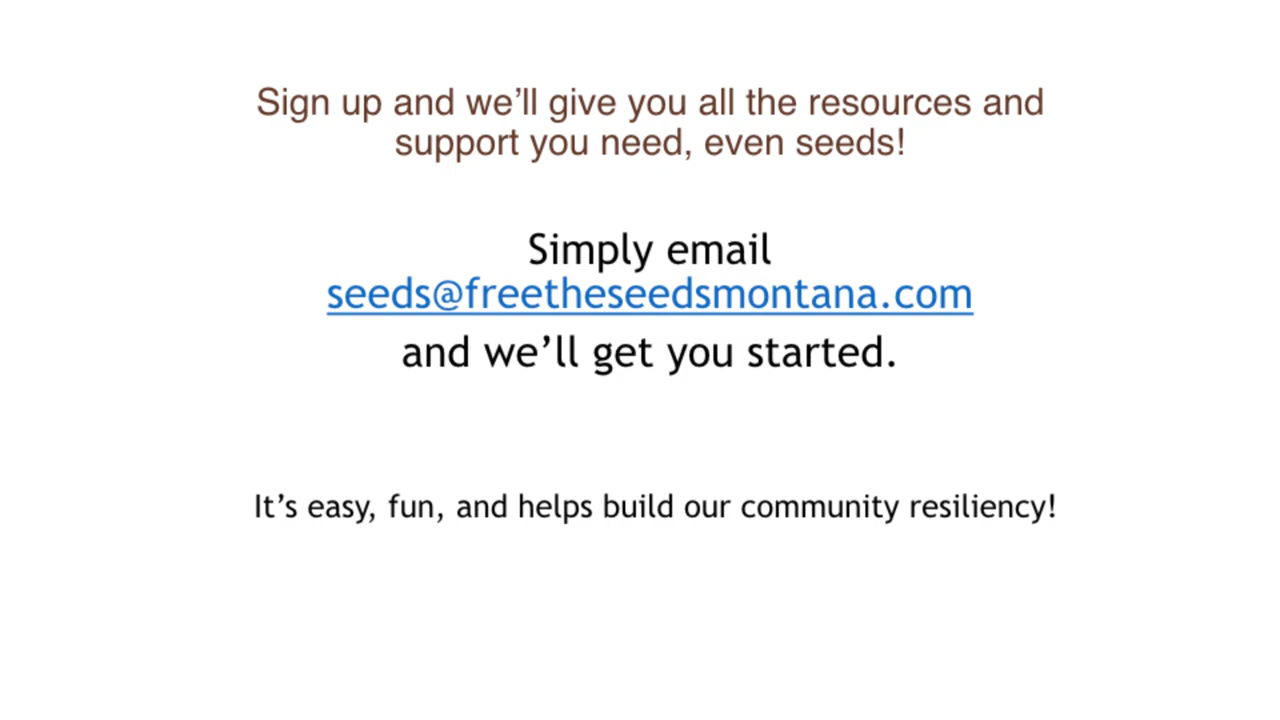 Sign up and we’ll give you all the resources and
support you need, even seeds!
Simply email
seeds@freetheseedsmontana.com
and we’ll get you started.
It’s easy, fun, and helps build our community resiliency!